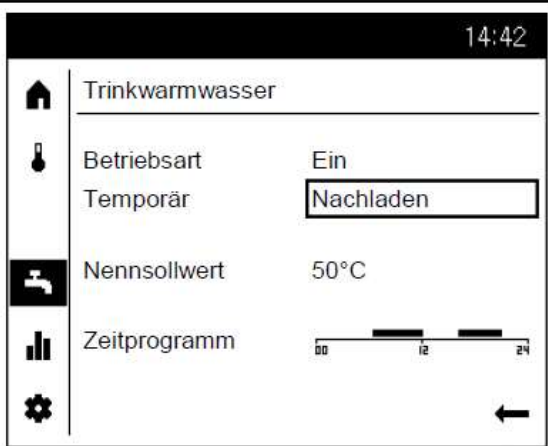 14:42
Trinkwarmwasser
Betriebsart Ein
Temporär Nachladen
Nennsollwert 50°C
Zeitprogramm
00 12 24